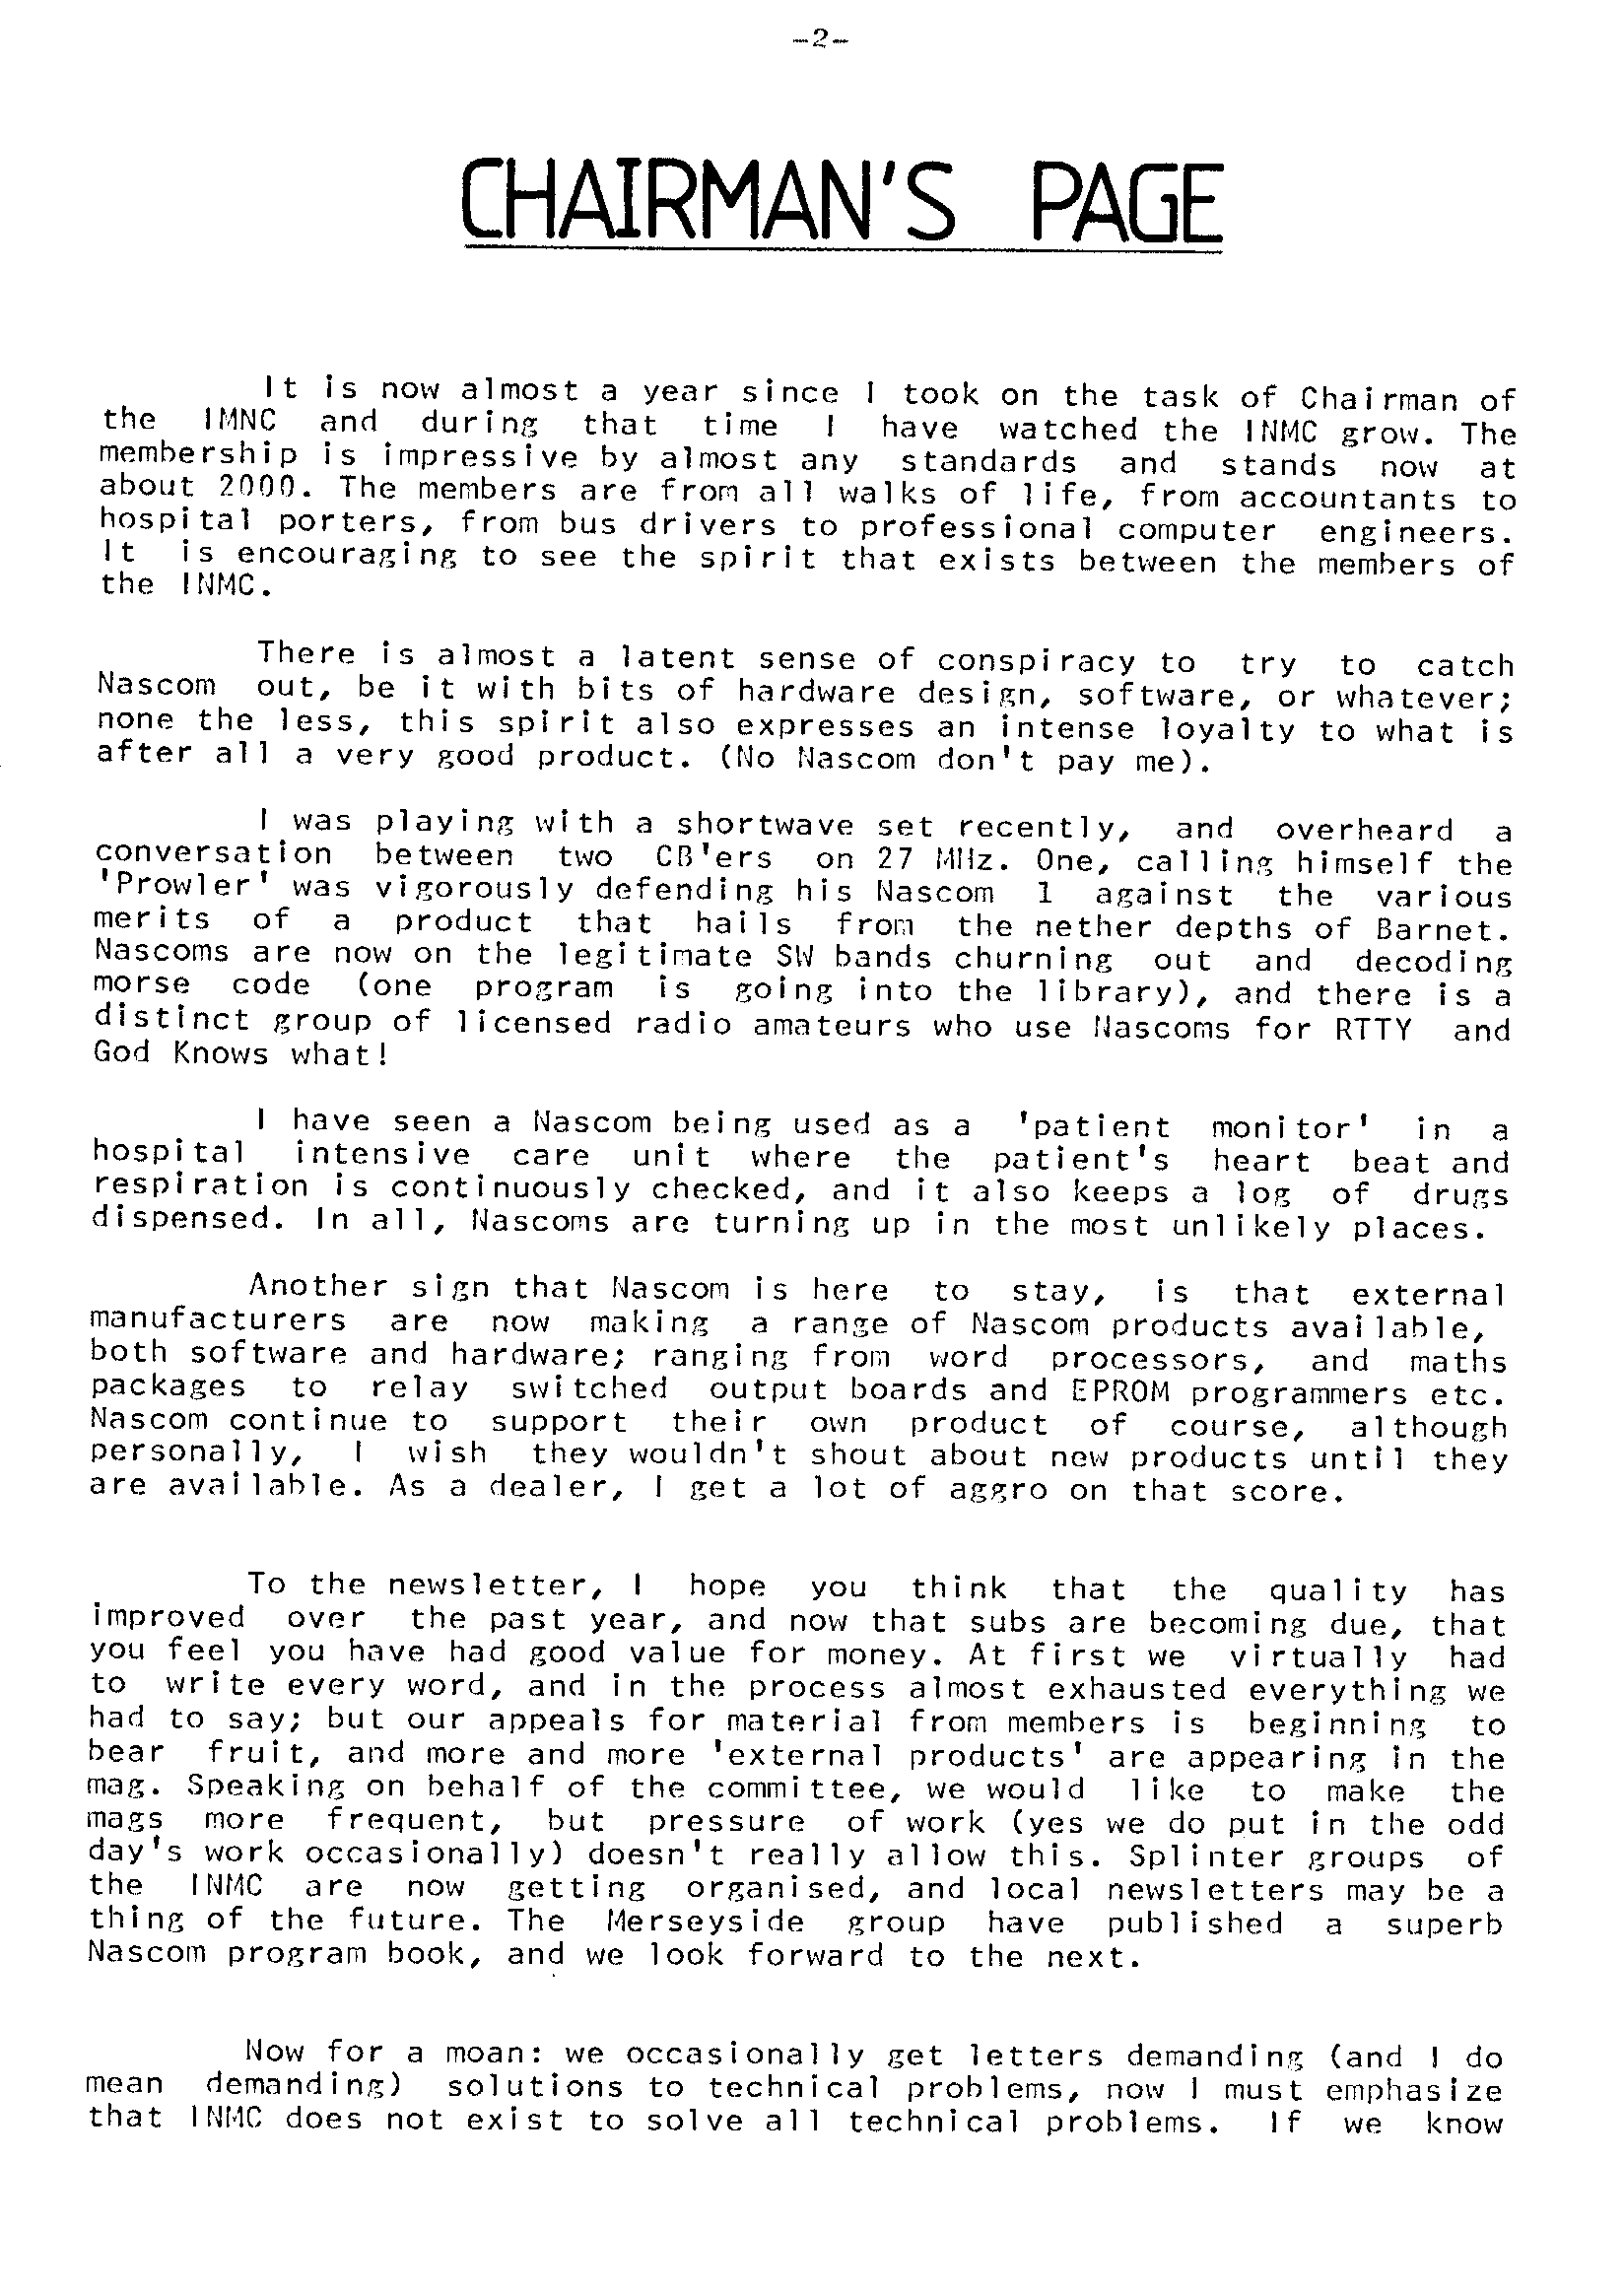 -2-
CHAIRMAN'S PAGE
It is now almost a year since I took on the task of Chairman of
the IMNC and during that time I have watched the INMC grow. The
membership is impressive by almost any standards and stands now at
about 2000. The members are from all walks of life, from accountants to
hospital porters, from bus drivers to professional computer engineers.
It is encouraging to see the spirit that exists between the members of
the INMC.
There is almost a latent sense of conspiracy to try to catch
Nascom out, be it with bits of hardware design, software, or whatever;
none the less, this spirit also expresses an intense loyalty to what is
after all a very good product. (No Nascom don't pay me).
I was playing with a shortwave set recently, and overheard a
conversation between two CB'ers on 27 MHz. One, calling himself the
'Prowler' was vigorously defending his Nascom 1 against the various
merits of a product that hails from the nether depths of Barnet.
Nascoms are now on the legitimate SW bands churning out and decoding
morse code (one program is going into the library), and there is a
distinct group of licensed radio amateurs who use Nascoms for RTTY and
God Knows what!
I have seen a Nascom being used as a 'patient monitor' in a
hospital intensive care unit where the patient's heart beat and
respiration is continuously checked, and it also keeps a log of drugs
dispensed. In all, Nascoms are turning up in the most unlikely places.
Another sign that Nascom is here to stay, is that external
manufacturers are now making a range of Nascom products available,
both software and hardware; ranging from word processors, and maths
packages to relay switched output boards and EPROM programmers etc.
Nascom continue to support their own product of course, although
personally, I wish they wouldn't shout about new products until they
are available. As a dealer, I get a lot of aggro on that score.
To the newsletter, I hope you think that the quality has
improved over the past year, and now that subs are becoming due, that
you feel you have had good value for money. At first we virtually had
to write every word, and in the process almost exhausted everything we
had to say; but our appeals for material from members is beginning to
bear fruit, and more and more 'external products' are appearing in the
mag. Speaking on behalf of the committee, we would like to make the
mags more frequent, but pressure of work (yes we do put in the odd
day's work occasionally) doesn't really allow this. Splinter groups of
the INMC are now getting organised, and local newsletters may be a
thing of the future. The Merseyside group have published a superb
Nascom program book, and we look forward to the next.
Now for a moan: we occasionally get letters demanding (and I do
mean demanding) solutions to technical problems, now I must emphasize
that INMC does not exist to solve all technical problems. If we know